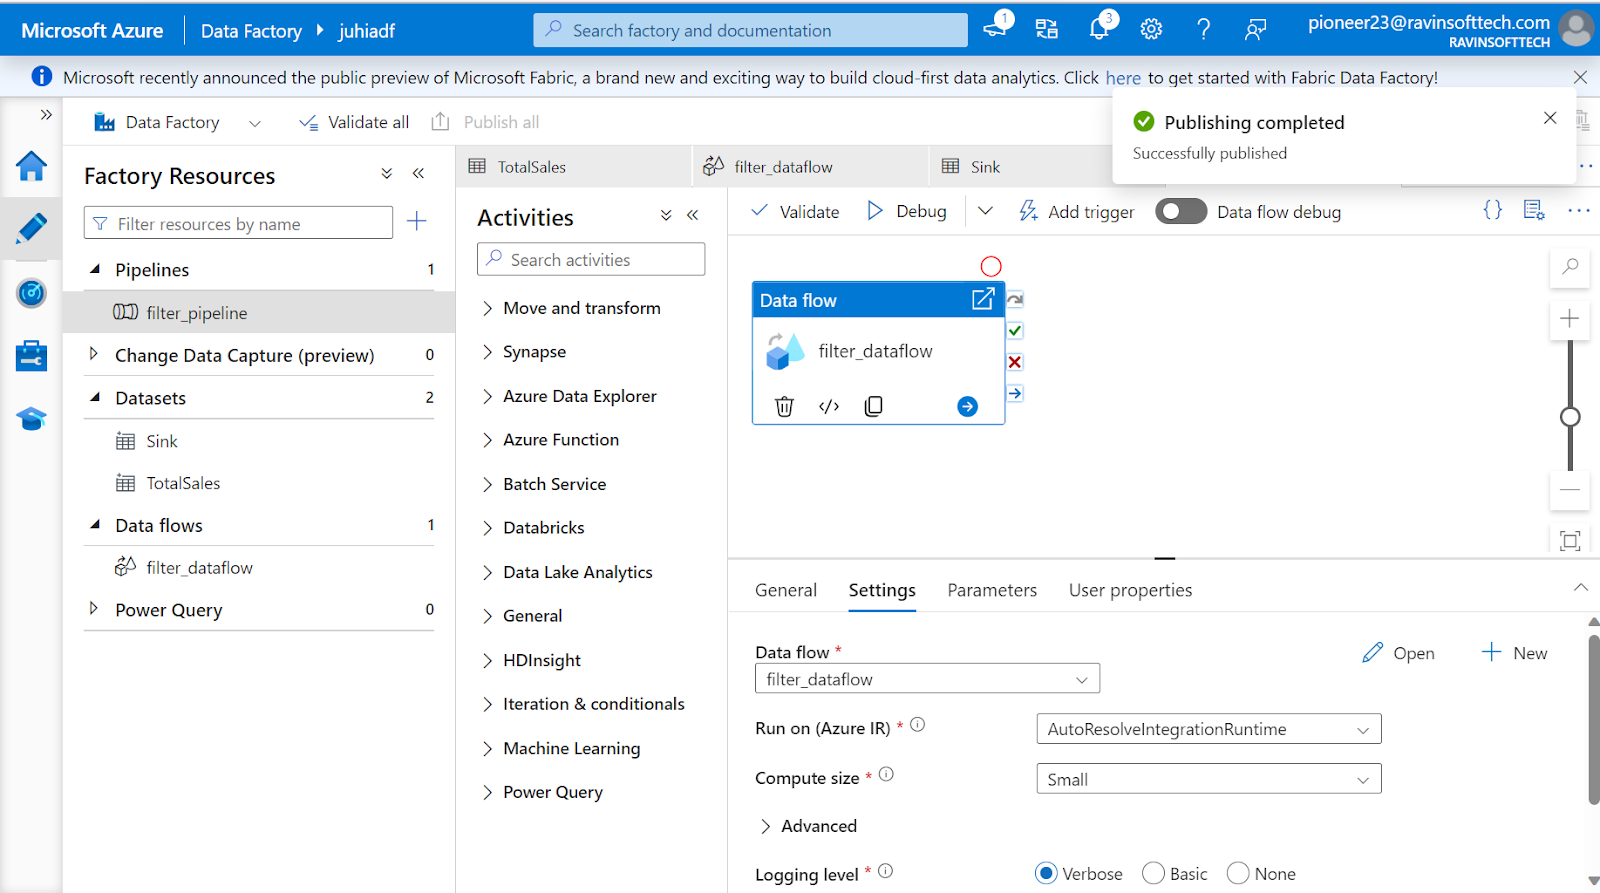 Microsoft Azure
Data Factory
juhiadf
Search factory and documentation
1
3
pioneer23@ravinsofttech.com
RAVINSOFTTECH
Microsoft recently announced the public preview of Microsoft Fabric, a brand new and exciting way to build cloud-first data analytics. Click here to get started with Fabric Data Factory!
Data Factory
Validate all
Publish all
Publishing completed
Successfully published
Factory Resources
Filter resources by name
Pipelines 1
filter_pipeline
Change Data Capture (preview) 0
Datasets 2
Sink
TotalSales
Data flows 1
filter_dataflow
Power Query 0
TotalSales
filter_dataflow
Sink
Activities
Search activities
Move and transform
Synapse
Azure Data Explorer
Azure Function
Batch Service
Databricks
Data Lake Analytics
General
HDInsight
Iteration & conditionals
Machine Learning
Power Query
Validate
Debug
Add trigger
Data flow debug
Data flow
filter_dataflow
General
Settings
Parameters
User properties
Data flow *
filter_dataflow
Open
New
Run on (Azure IR) *
AutoResolveIntegrationRuntime
Compute size *
Small
Advanced
Logging level *
Verbose
Basic
None